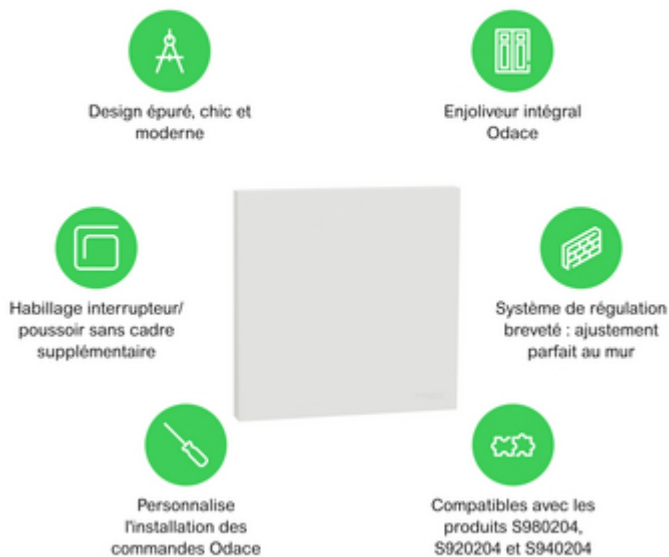 Design épuré, chic et
moderne
Enjoliveur intégral
Odace
Habillage interrupteur/
poussoir sans cadre
supplémentaire
Système de régulation
breveté : ajustement
parfait au mur
Personnalise
l'installation des
commandes Odace
Compatibles avec les
produits S980204,
S920204 et S940204